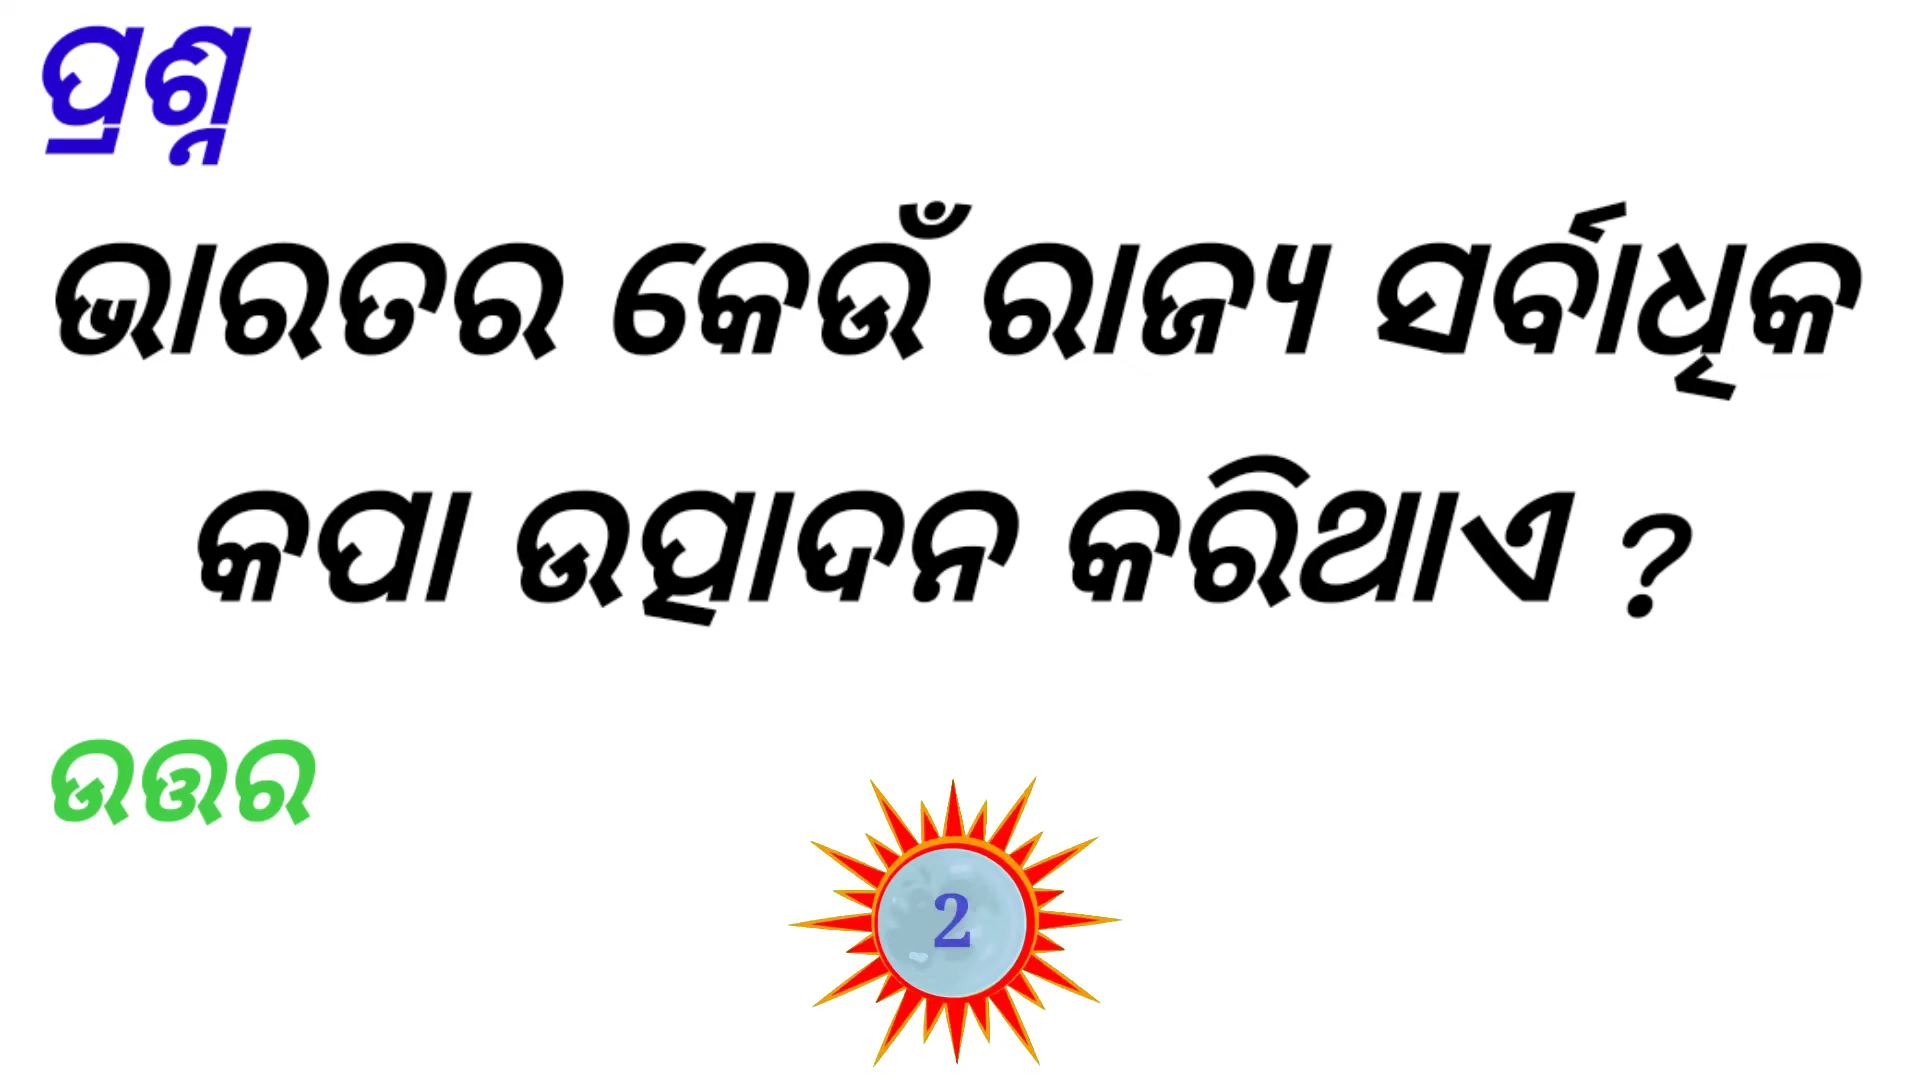 ପ୍ରଶ୍ନ
ଭାରତର କେଉଁ ରାଜ୍ୟ ସର୍ବାଧିକ
କପା ଉତ୍ପାଦନ କରିଥାଏ ?
ଉତ୍ତର
2